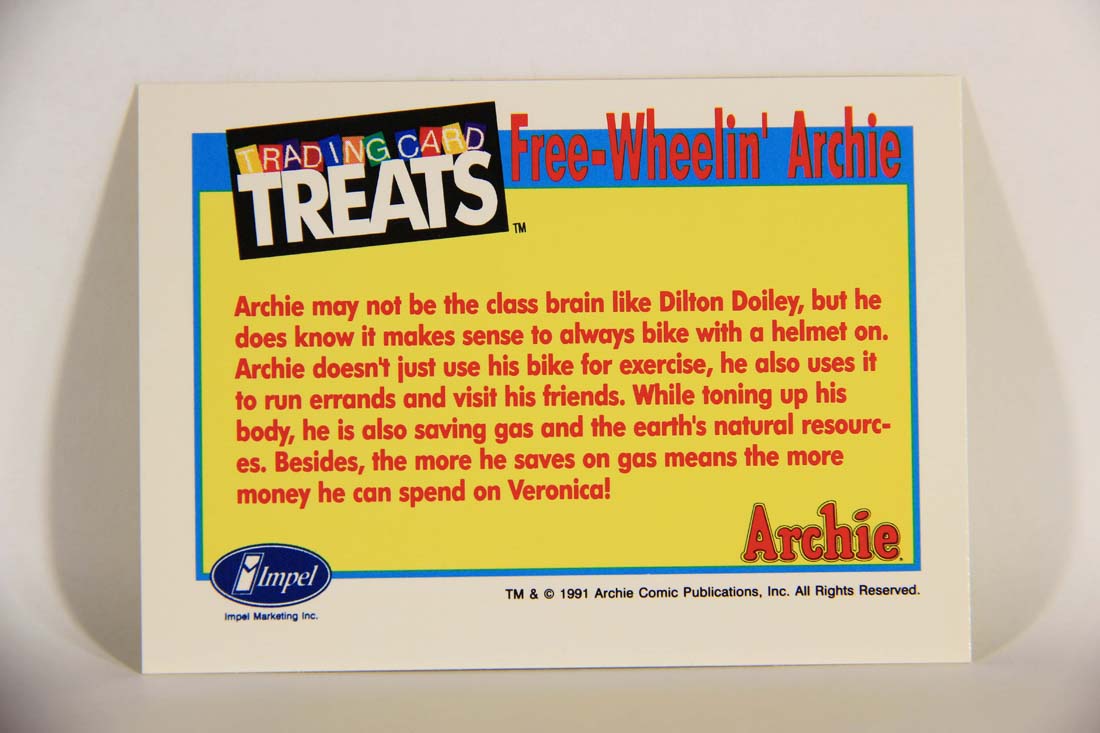 TRADING CARD
TREATS™
Free-Wheelin' Archie
Archie may not be the class brain like Dilton Doiley, but he
does know it makes sense to always bike with a helmet on.
Archie doesn't just use his bike for exercise, he also uses it
to run errands and visit his friends. While toning up his
body, he is also saving gas and the earth's natural resourc-
es. Besides, the more he saves on gas means the more
money he can spend on Veronica!
Archie
Impel
Impel Marketing Inc.
TM & © 1991 Archie Comic Publications, Inc. All Rights Reserved.